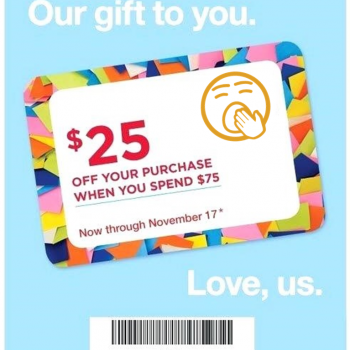 Our gift to you.
$25
OFF YOUR PURCHASE
WHEN YOU SPEND $75
Now through November 17*
Love, us.